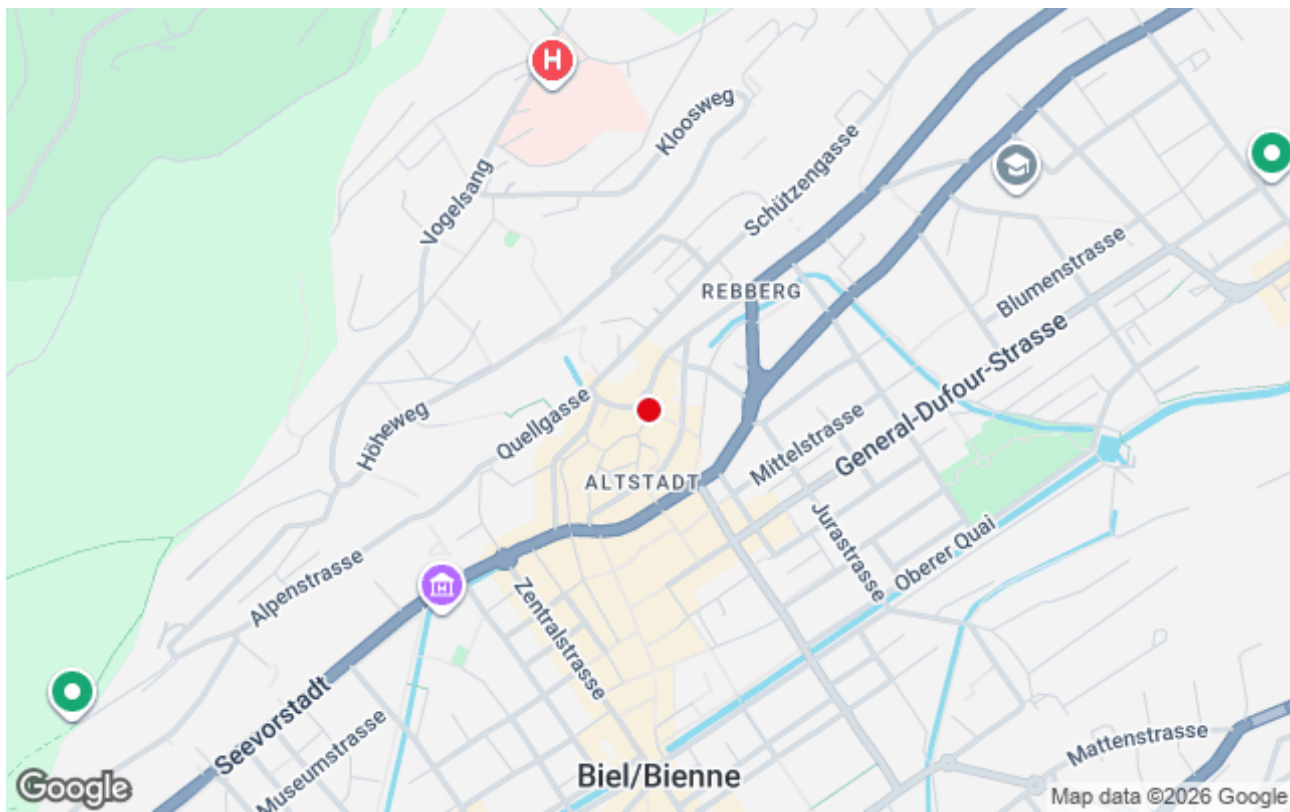 H
Kloosweg
Vogelsang
Schützengasse
REBBERG
Blumenstrasse
General-Dufour-Strasse
Höheweg
Quellgasse
Mittelstrasse
ALTSTADT
Jurastrasse
Oberer Quai
Alpenstrasse
Zentralstrasse
Seevorstadt
Museumstrasse
Mattenstrasse
Biel/Bienne
Google
Map data ©2026 Google